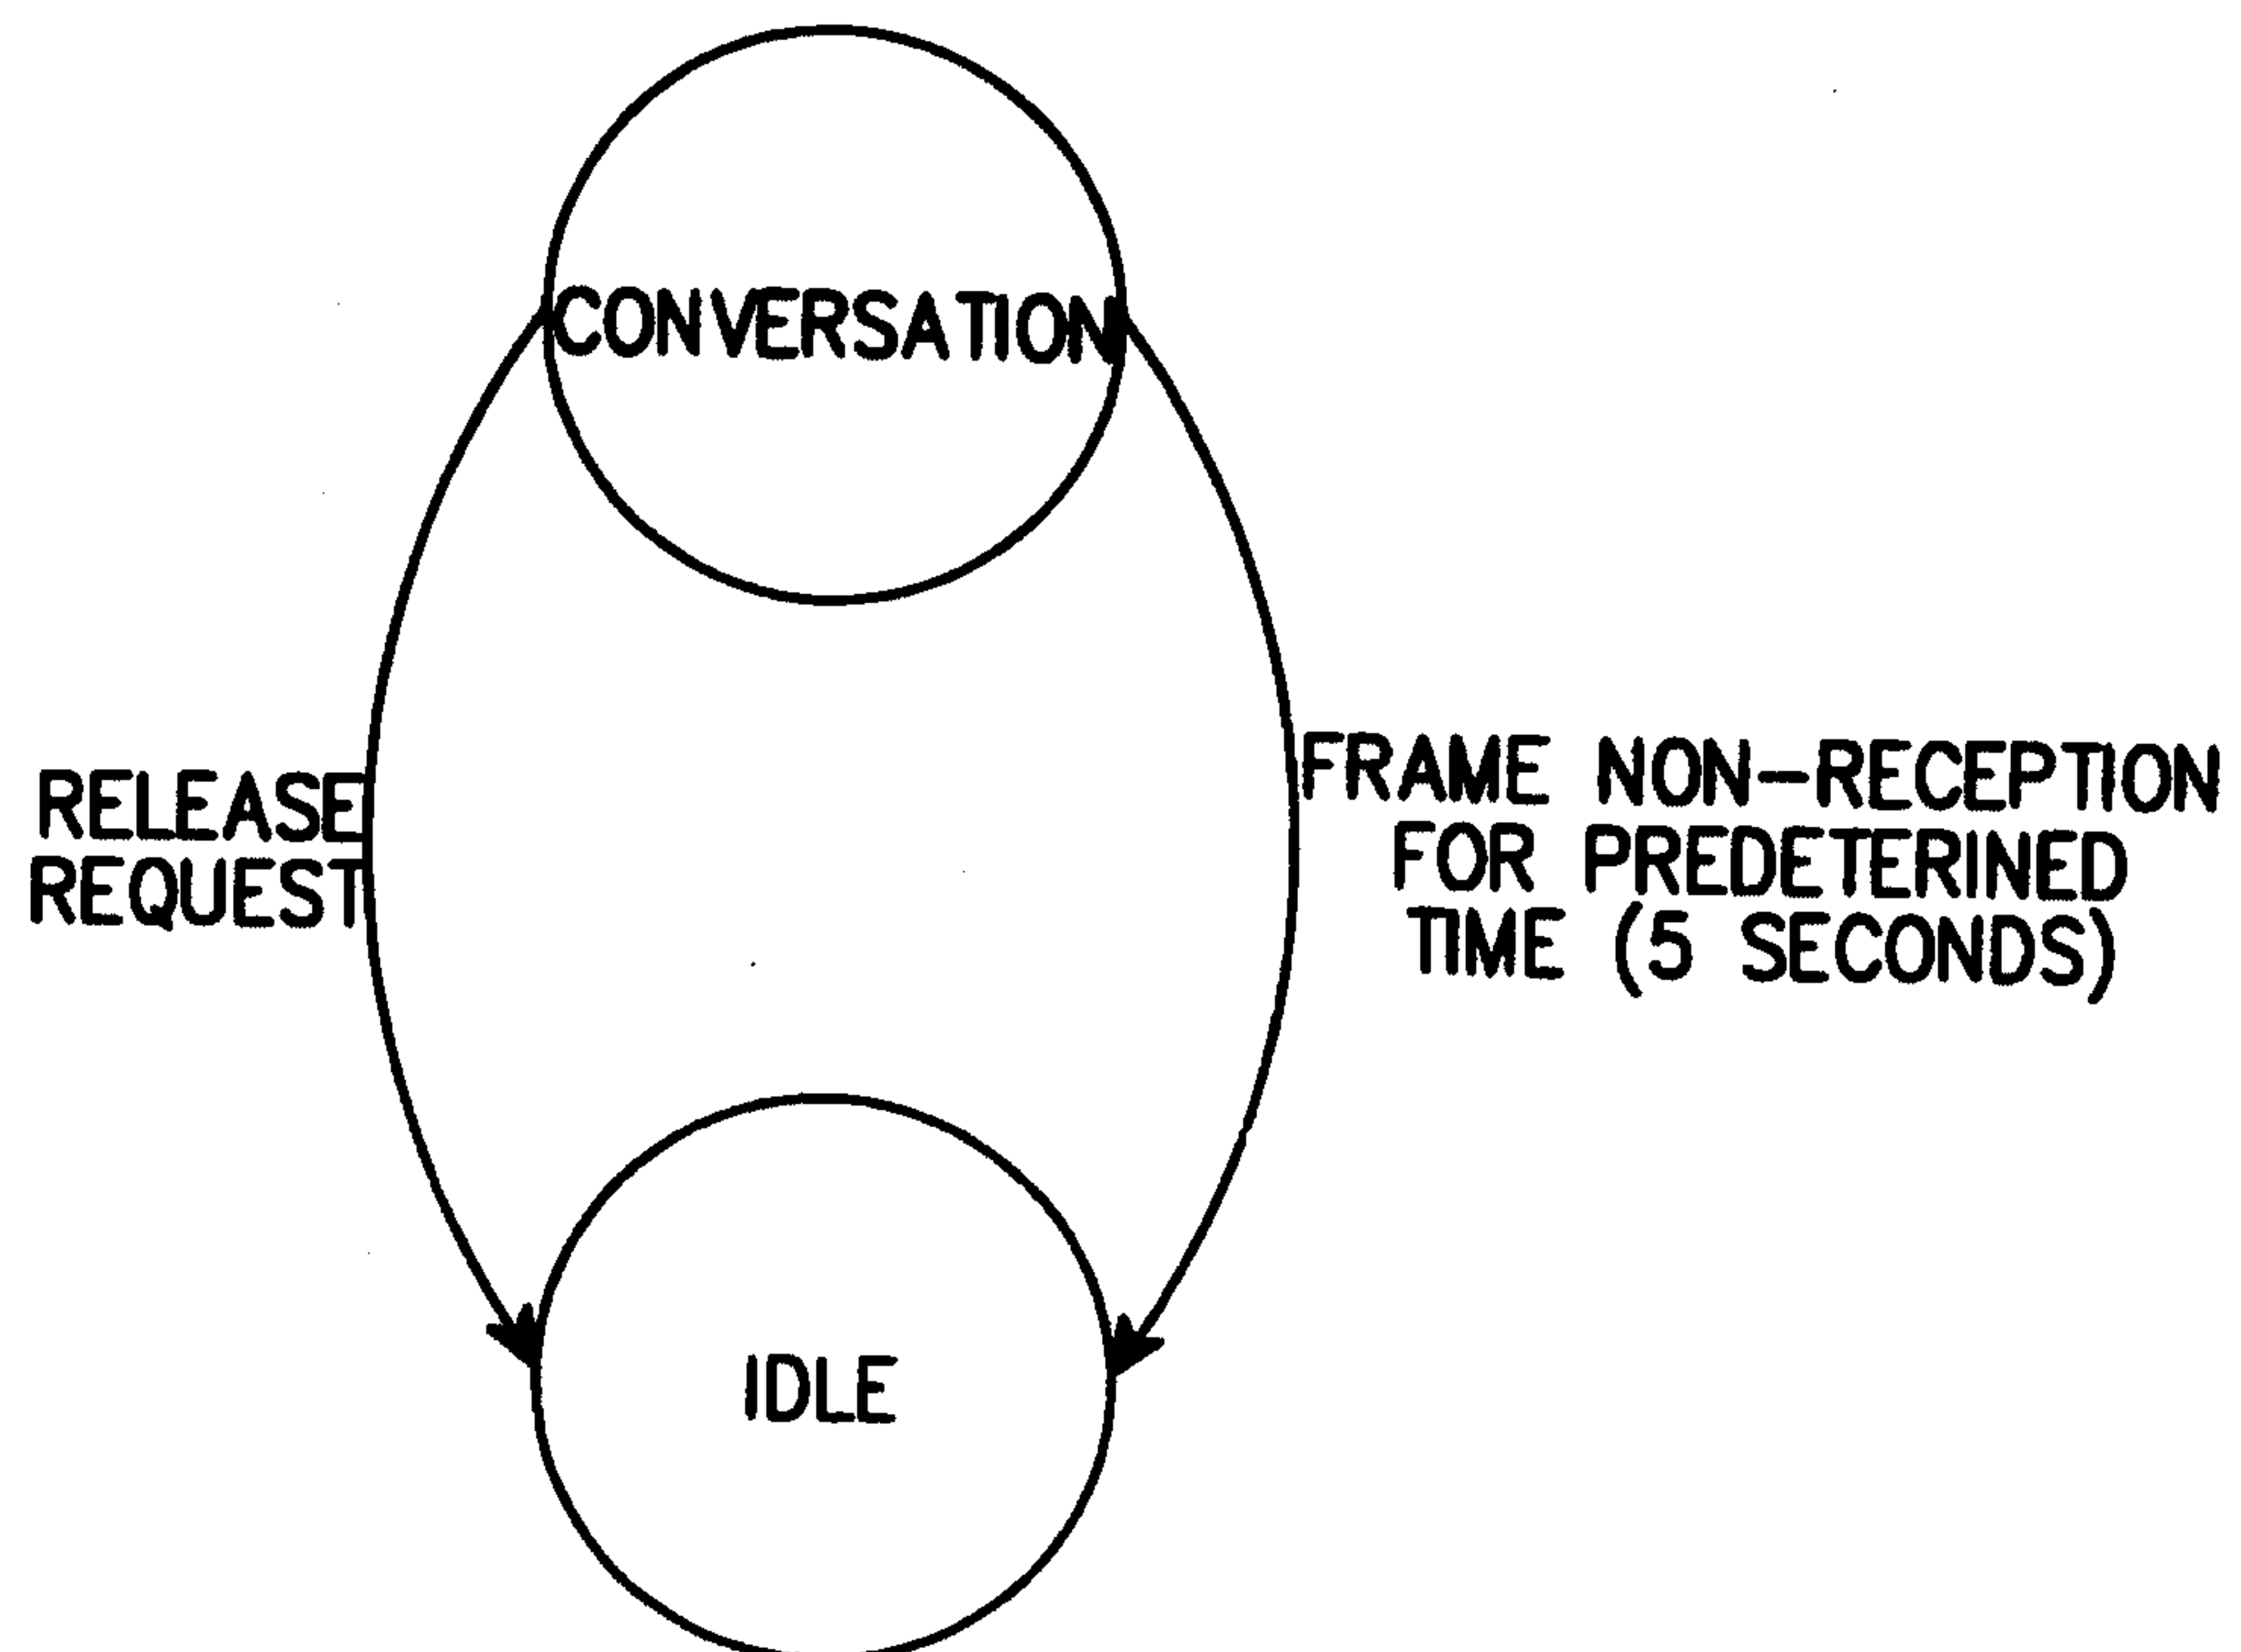 CONVERSATION
RELEASE
REQUEST
FRAME NON-RECEPTION
FOR PREDETERINED
TIME (5 SECONDS)
IDLE